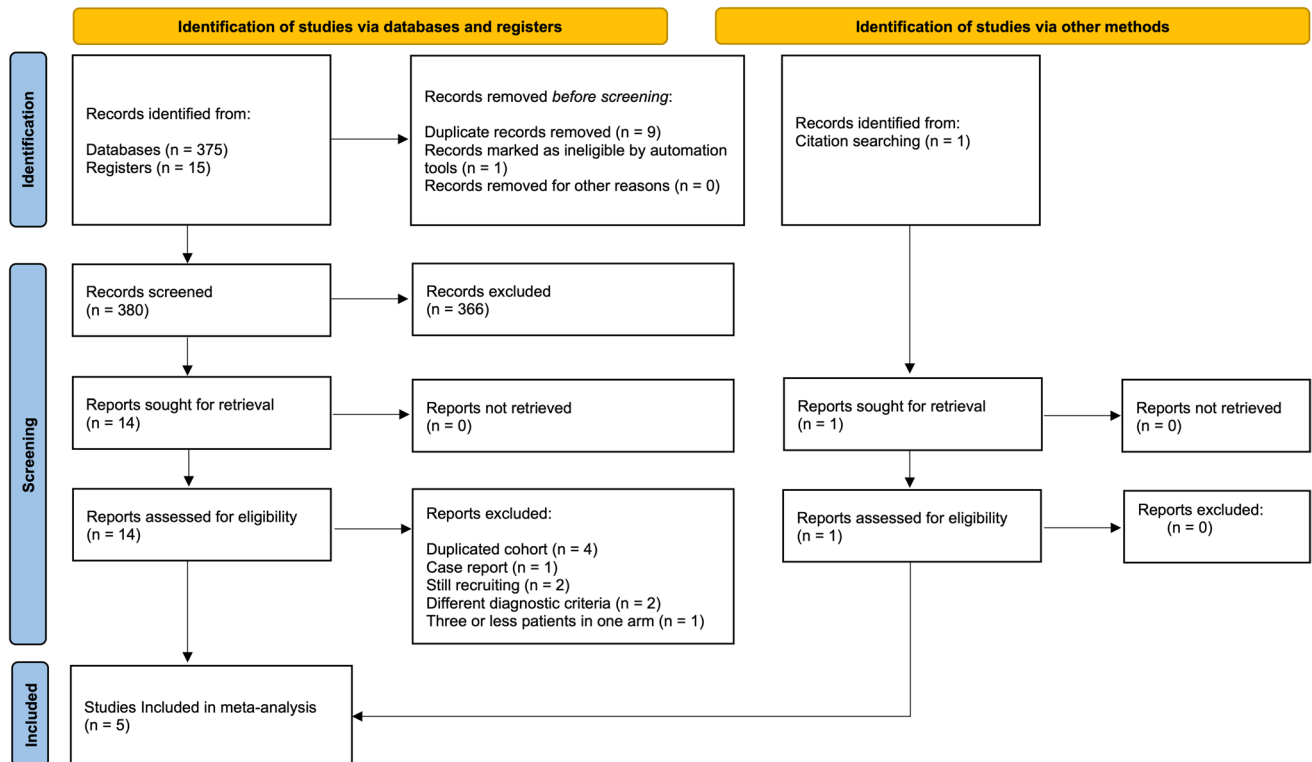 Identification of studies via databases and registers
Identification of studies via other methods
Identification
Records identified from:
Databases (n = 375)
Registers (n = 15)
Records removed before screening:
Duplicate records removed (n = 9)
Records marked as ineligible by automation
tools (n = 1)
Records removed for other reasons (n = 0)
Records identified from:
Citation searching (n = 1)
Screening
Records screened
(n = 380)
Records excluded
(n = 366)
Reports sought for retrieval
(n = 14)
Reports not retrieved
(n = 0)
Reports sought for retrieval
(n = 1)
Reports not retrieved
(n = 0)
Reports assessed for eligibility
(n = 14)
Reports excluded:
Duplicated cohort (n = 4)
Case report (n = 1)
Still recruiting (n = 2)
Different diagnostic criteria (n = 2)
Three or less patients in one arm (n = 1)
Reports assessed for eligibility
(n = 1)
Reports excluded:
(n = 0)
Included
Studies Included in meta-analysis
(n = 5)